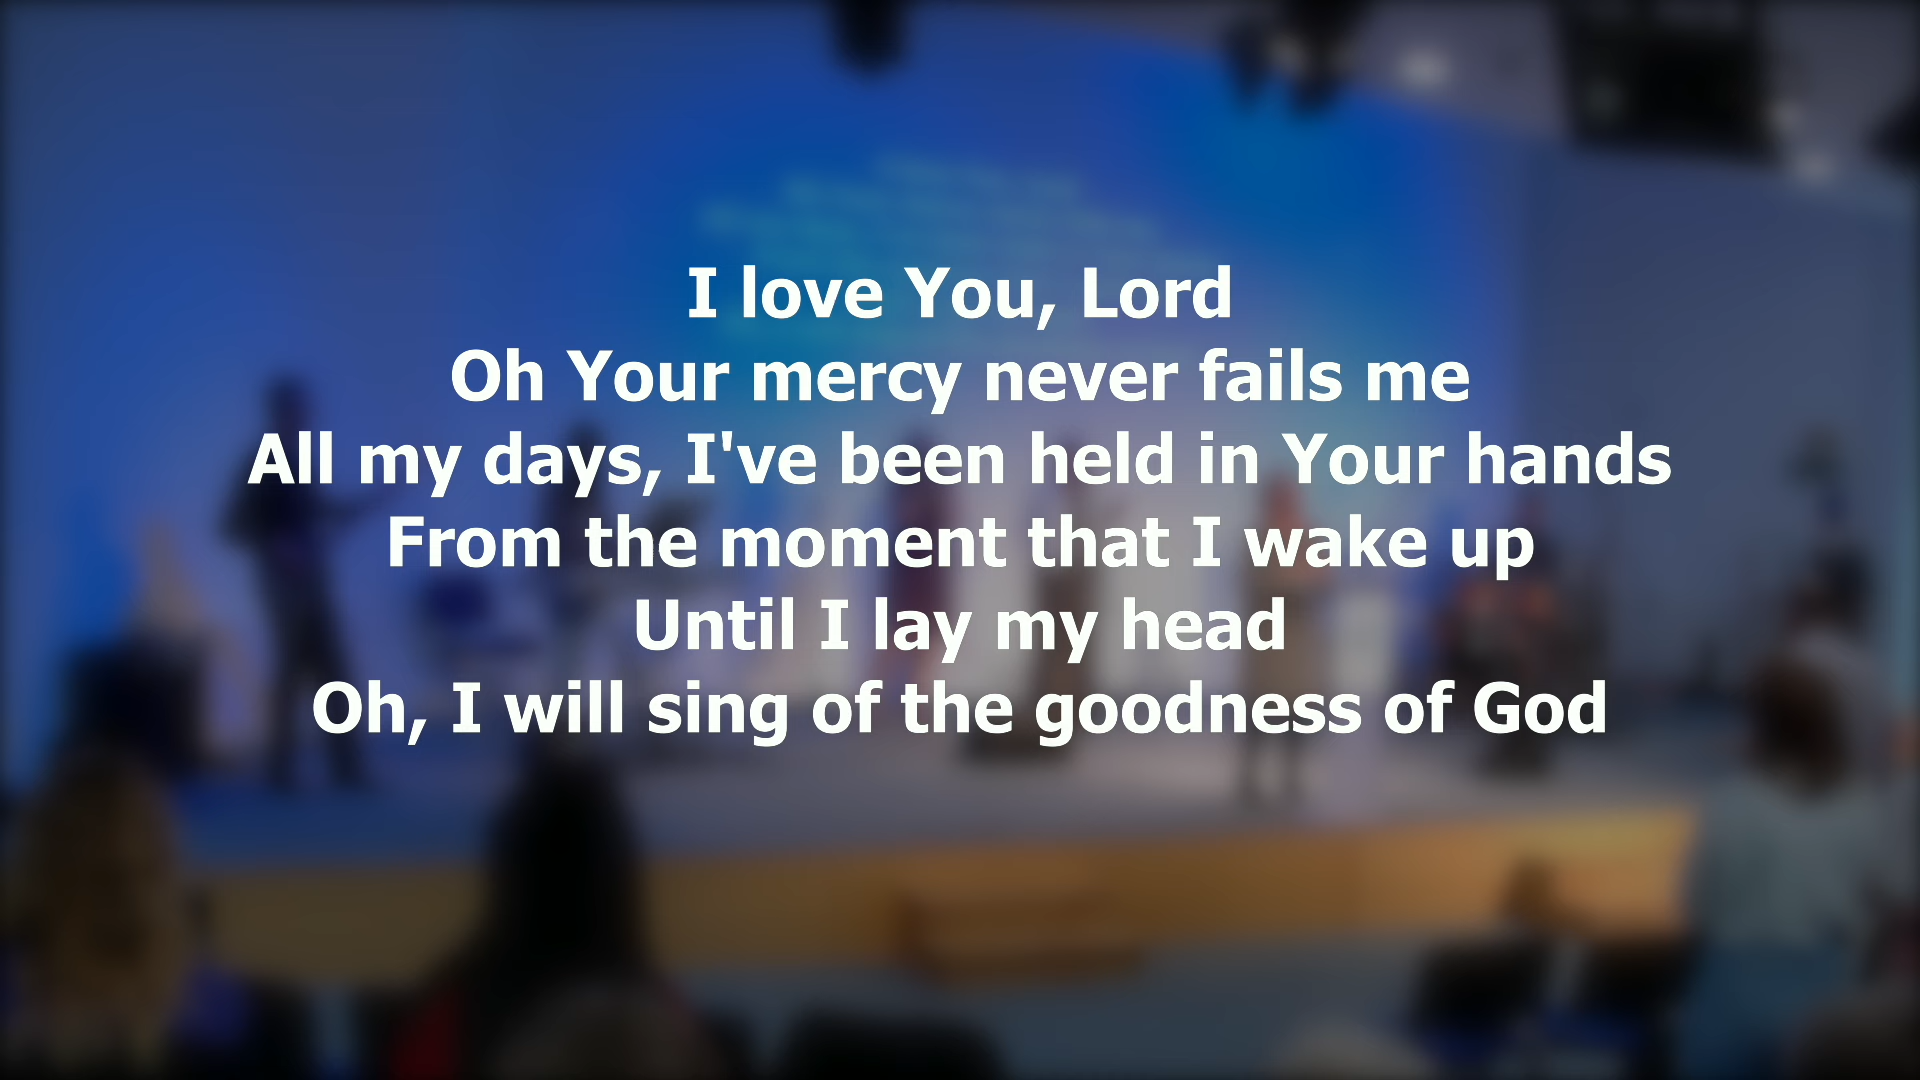 I love You, Lord
Oh Your mercy never fails me
All my days, I've been held in Your hands
From the moment that I wake up
Until I lay my head
Oh, I will sing of the goodness of God